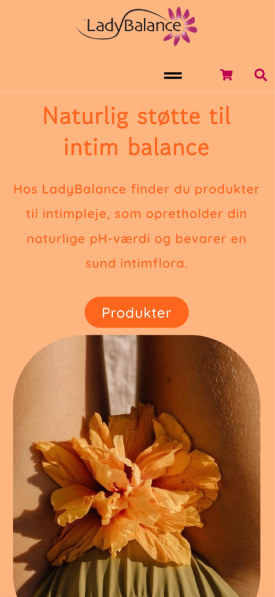 LadyBalance
Naturlig støtte til
intim balance
Hos LadyBalance finder du produkter
til intimpleje, som opretholder din
naturlige pH-værdi og bevarer en
sund intimflora.
Produkter